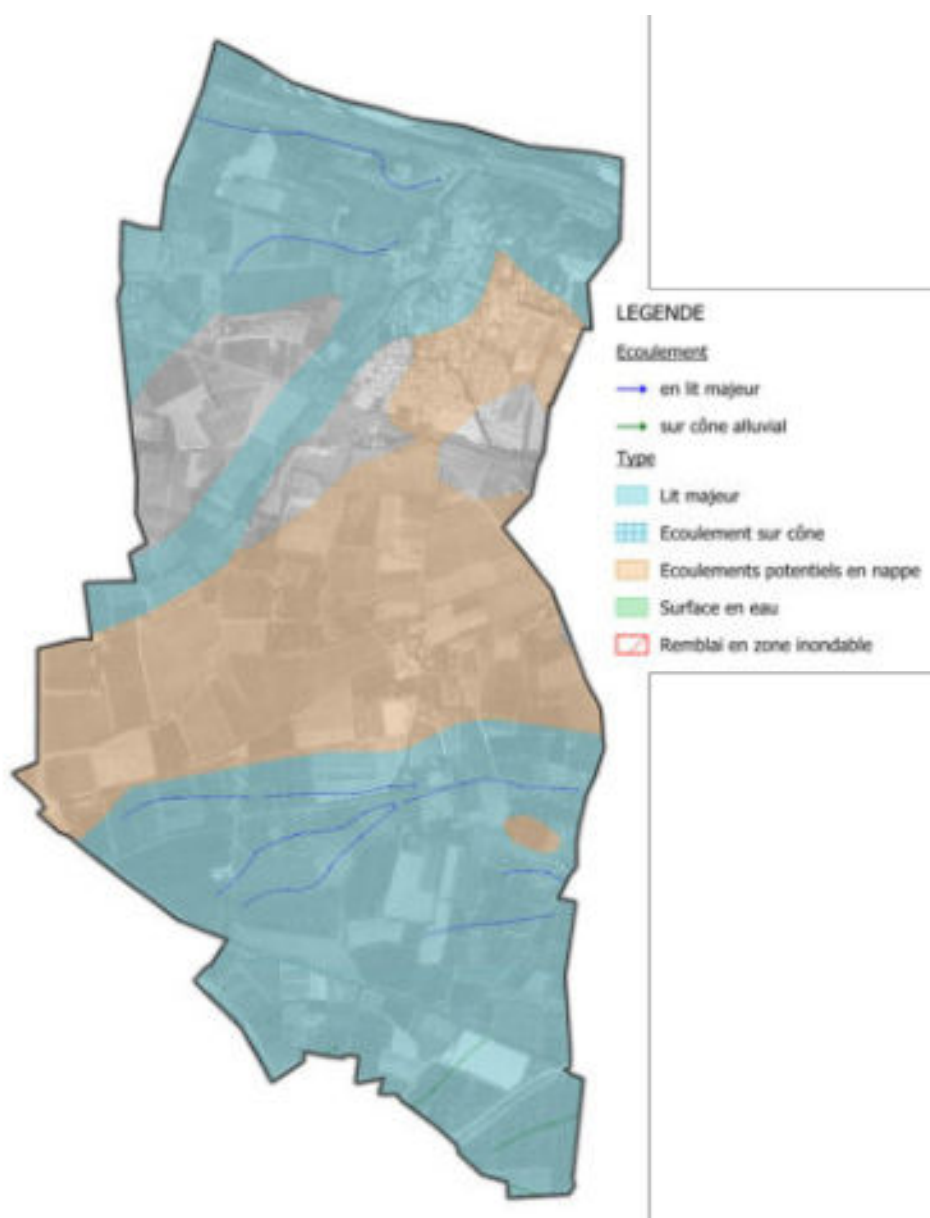 LEGENDE
Ecoulement
en lit majeur
sur cône alluvial
Type
Lit majeur
Ecoulement sur cône
Ecoulements potentiels en nappe
Surface en eau
Remblai en zone inondable